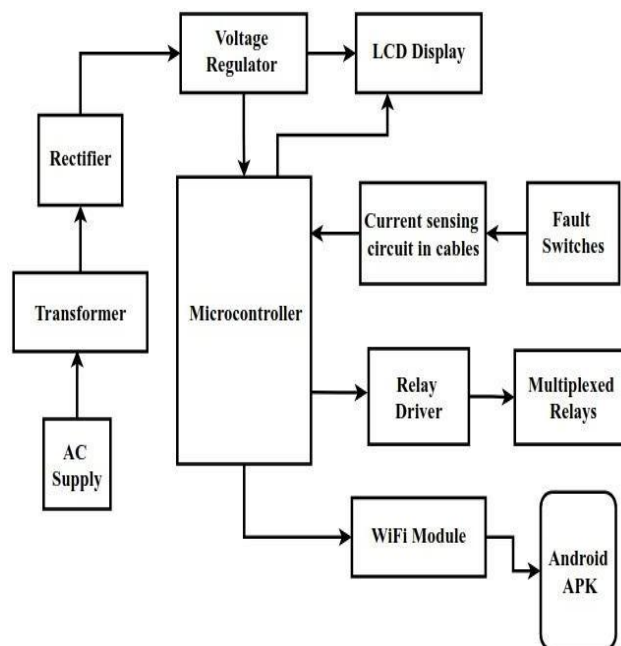 Voltage
Regulator
LCD Display
Rectifier
Current sensing
circuit in cables
Fault
Switches
Transformer
Microcontroller
Relay
Driver
Multiplexed
Relays
AC
Supply
WiFi Module
Android
APK